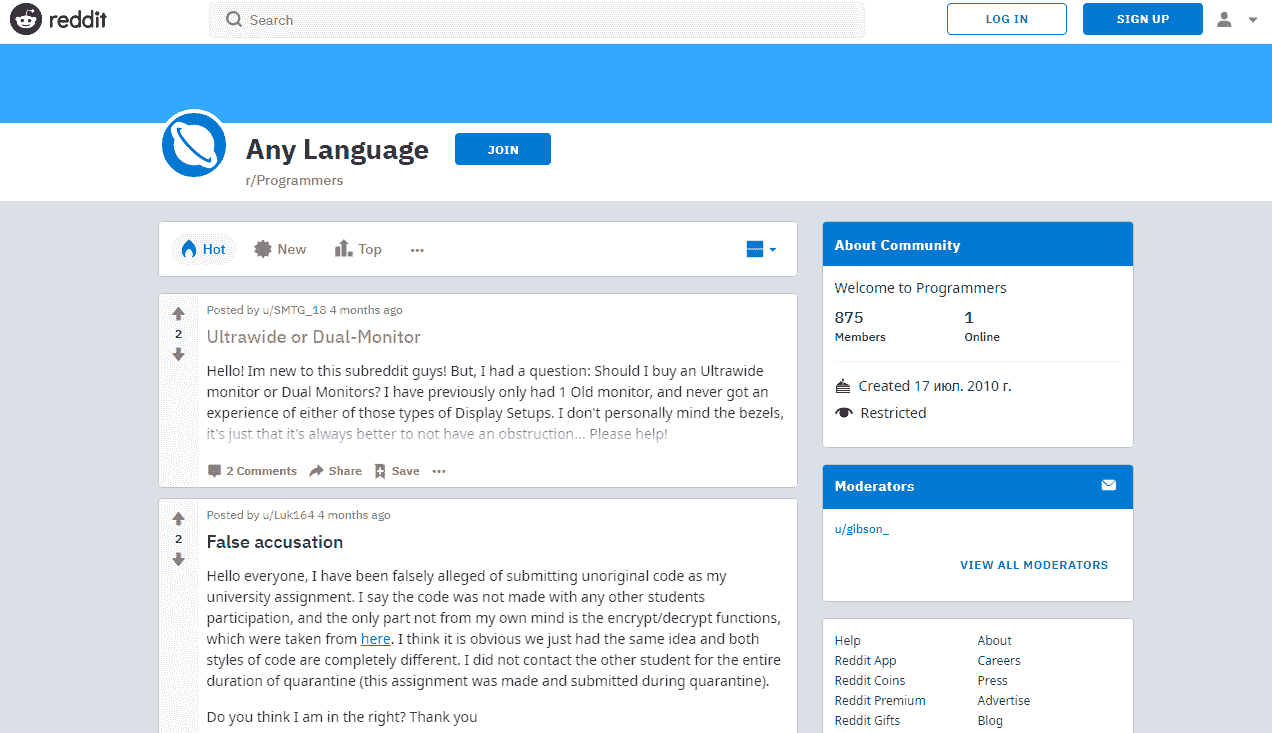 reddit
Search
LOG IN
SIGN UP
Any Language
JOIN
r/Programmers
Hot
New
Top
Posted by u/SMTG_18 4 months ago
2
Ultrawide or Dual-Monitor
Hello! Im new to this subreddit guys! But, I had a question: Should I buy an Ultrawide
monitor or Dual Monitors? I have previously only had 1 Old monitor, and never got an
experience of either of those types of Display Setups. I don't personally mind the bezels,
it's just that it's always better to not have an obstruction... Please help!
2 Comments
Share
Save
Posted by u/Luk164 4 months ago
2
False accusation
Hello everyone, I have been falsely alleged of submitting unoriginal code as my
university assignment. I say the code was not made with any other students
participation, and the only part not from my own mind is the encrypt/decrypt functions,
which were taken from here. I think it is obvious we just had the same idea and both
styles of code are completely different. I did not contact the other student for the entire
duration of quarantine (this assignment was made and submitted during quarantine).
Do you think I am in the right? Thank you
About Community
Welcome to Programmers
875
1
Members
Online
Created 17 июл. 2010 г.
Restricted
Moderators
u/gibson_
VIEW ALL MODERATORS
Help
About
Reddit App
Careers
Reddit Coins
Press
Reddit Premium
Advertise
Reddit Gifts
Blog